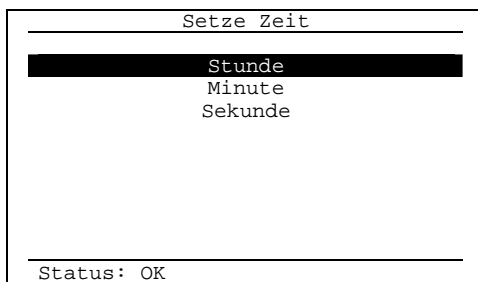 Setze Zeit
Stunde
Minute
Sekunde
Status: OK